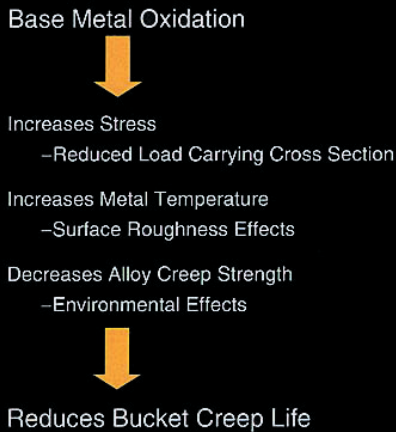 Base Metal Oxidation
Increases Stress
–Reduced Load Carrying Cross Section
Increases Metal Temperature
–Surface Roughness Effects
Decreases Alloy Creep Strength
–Environmental Effects
Reduces Bucket Creep Life